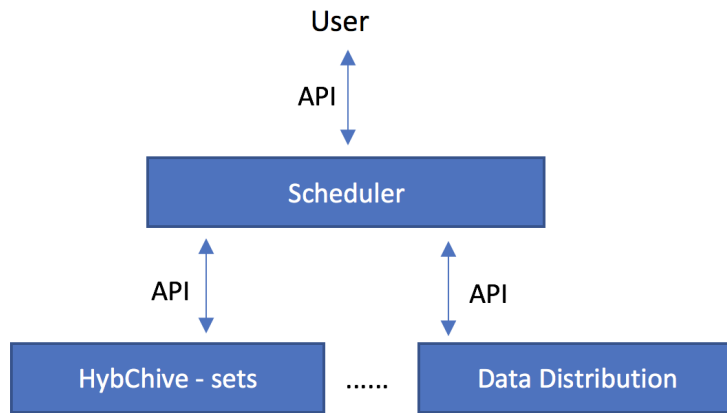 User
API
Scheduler
API
API
HybChive - sets
......
Data Distribution